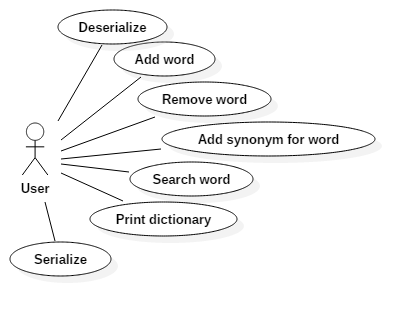 Deserialize
Add word
Remove word
Add synonym for word
Search word
User
Print dictionary
Serialize